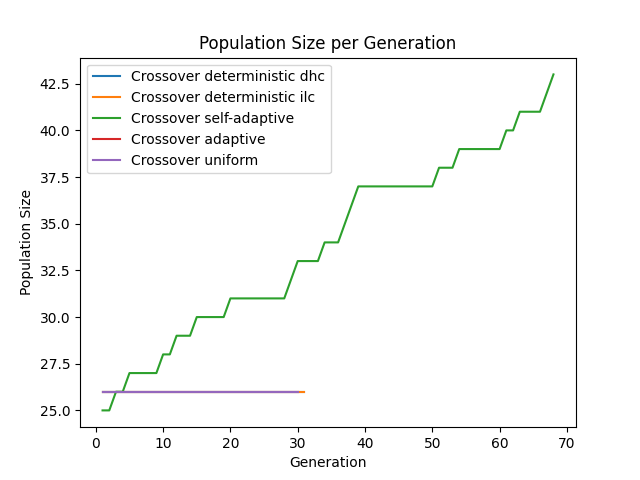 Population Size per Generation
Crossover deterministic dhc
Crossover deterministic ilc
Crossover self-adaptive
Crossover adaptive
Crossover uniform
Population Size
42.5
40.0
37.5
35.0
32.5
30.0
27.5
25.0
0 10 20 30 40 50 60 70
Generation